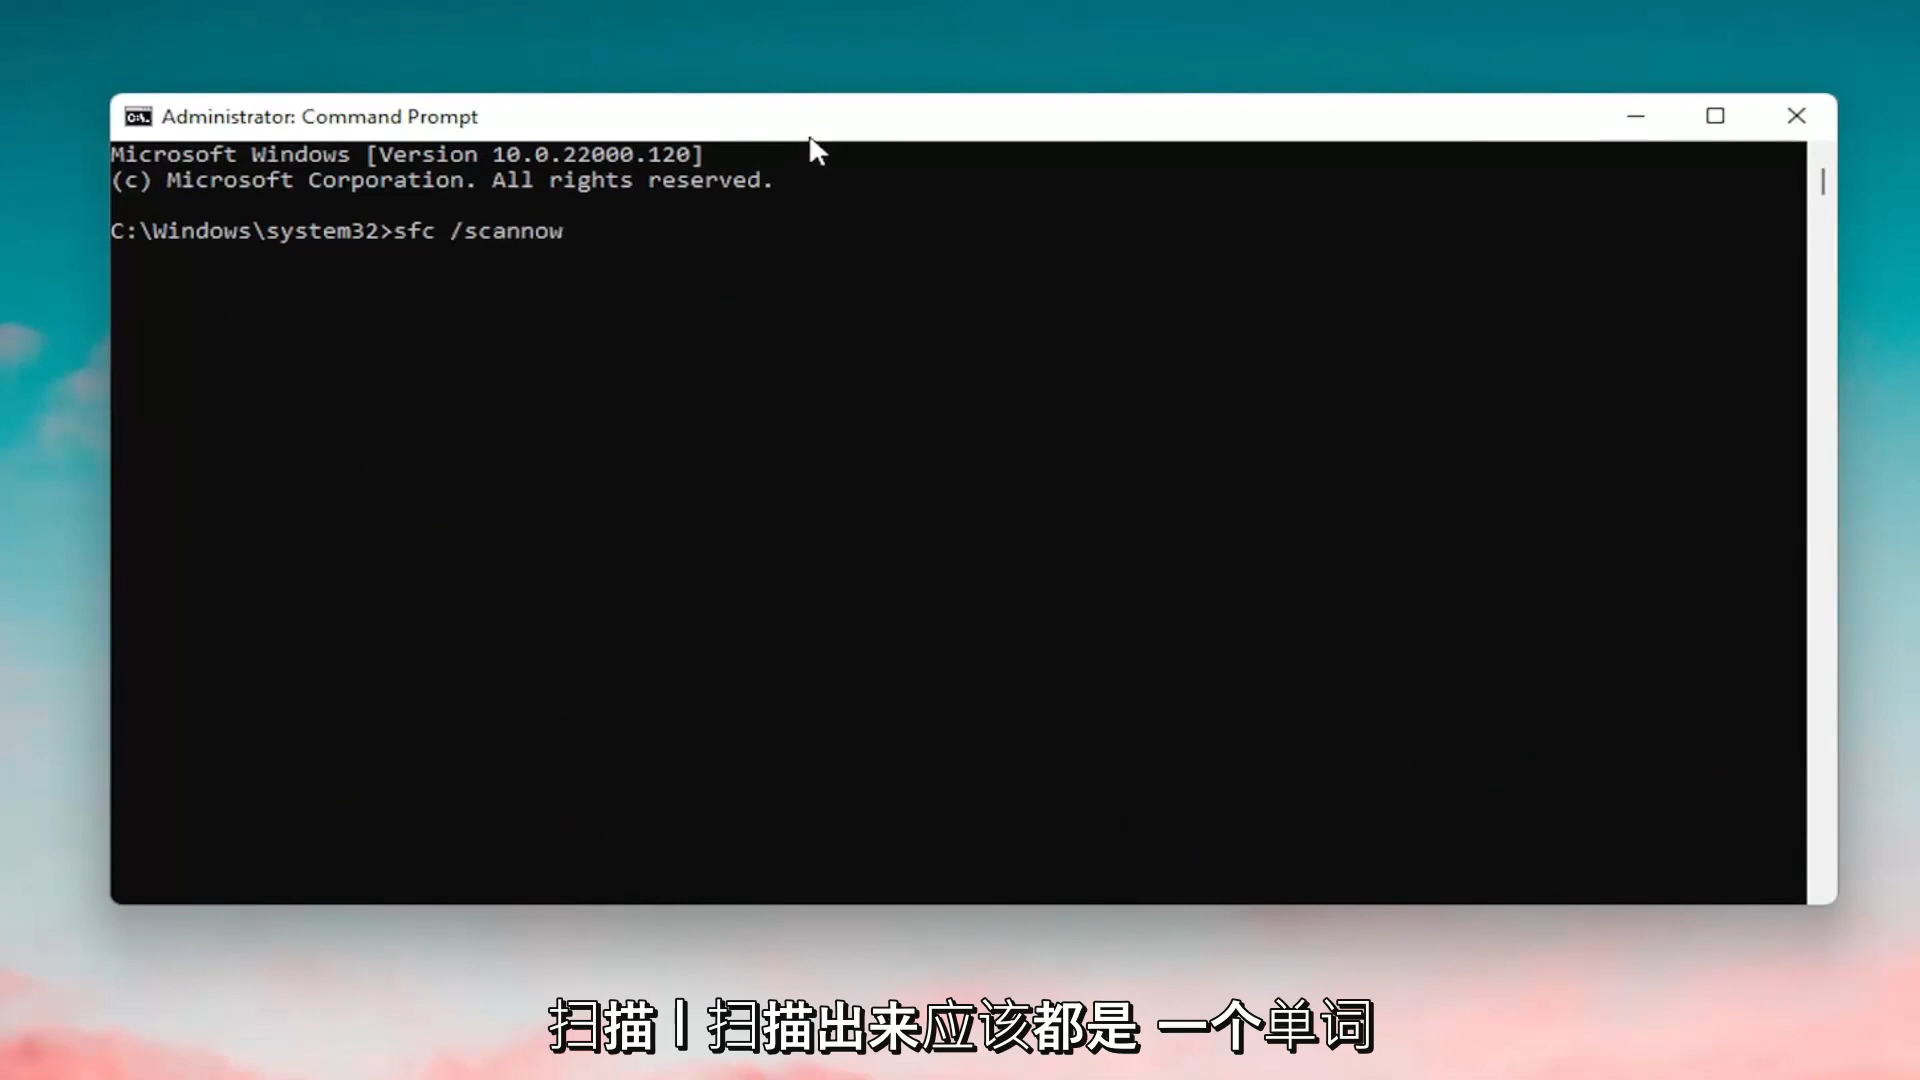 Administrator: Command Prompt
Microsoft Windows [Version 10.0.22000.120]
(c) Microsoft Corporation. All rights reserved.
C:\Windows\system32>sfc /scannow
扫描 | 扫描出来应该都是 一个单词